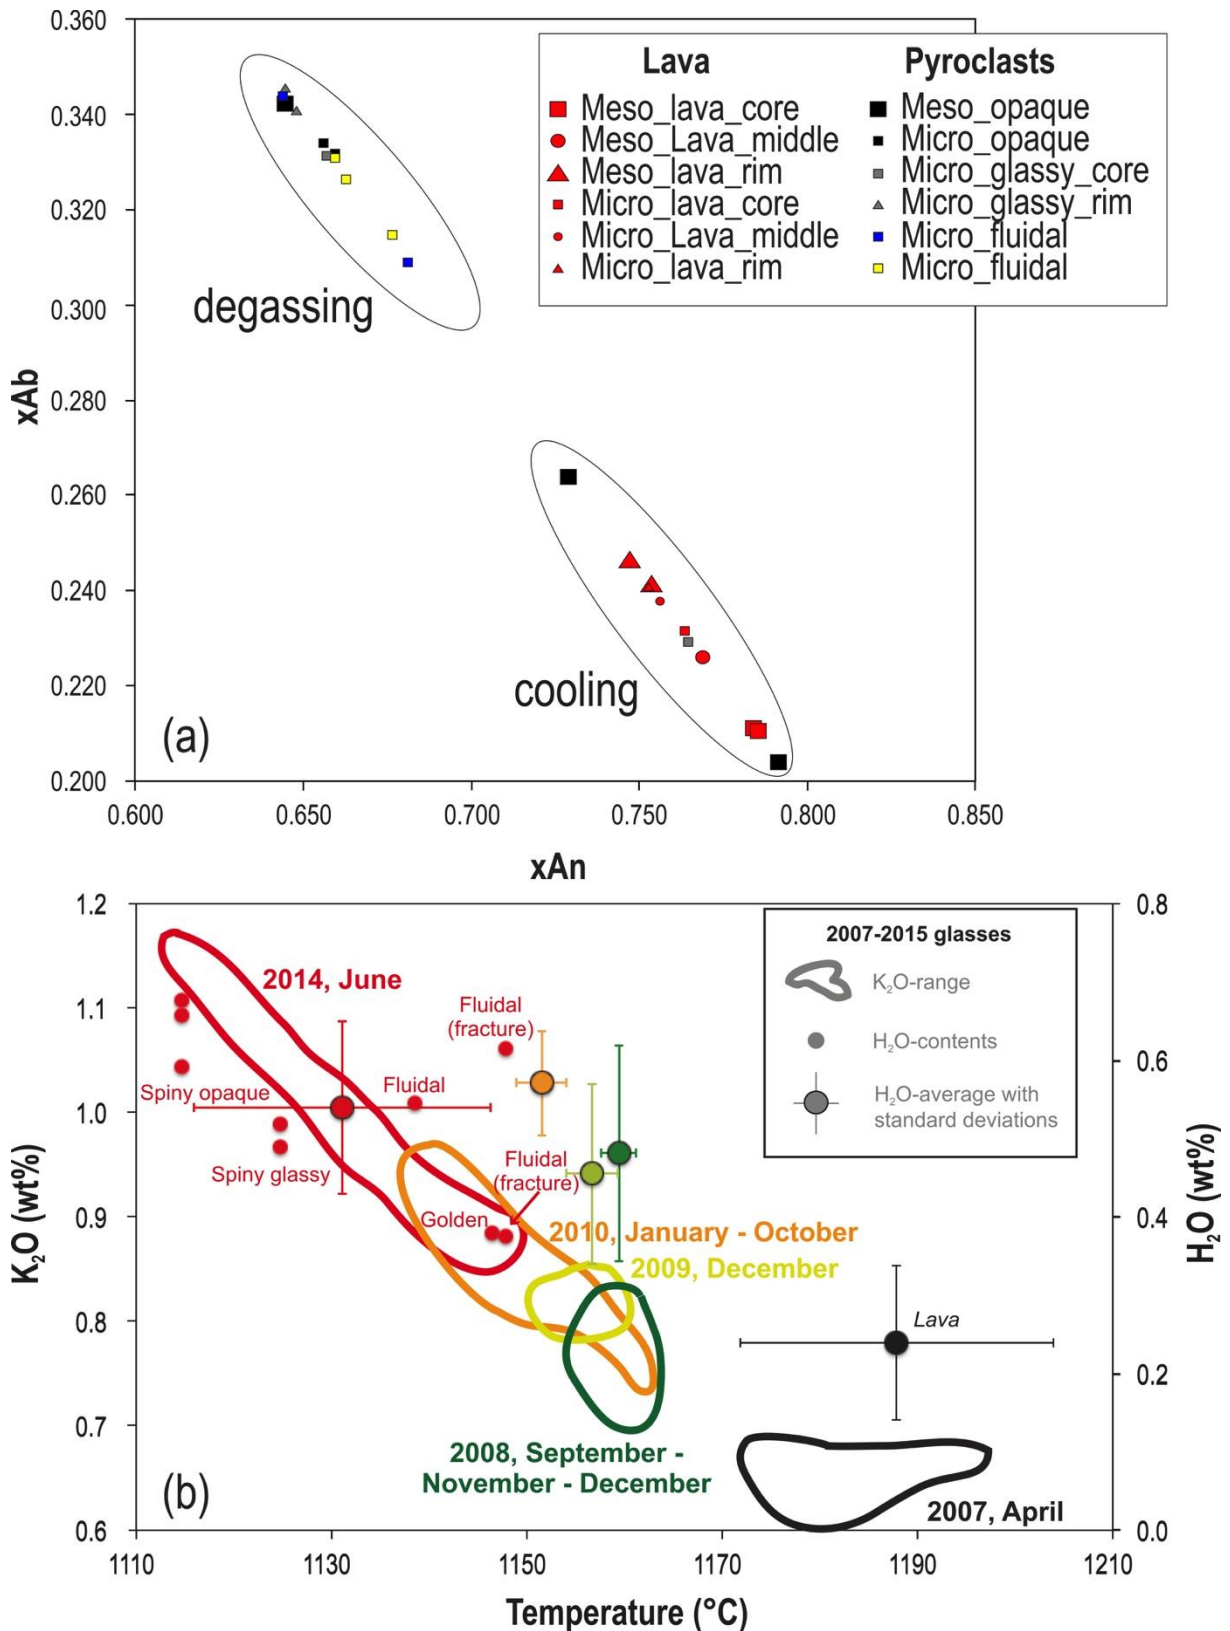 0.360
0.340
0.320
0.300
0.280
0.260
0.240
0.220
0.200
xAb
Lava
Meso_lava_core
Meso_Lava_middle
Meso_lava_rim
Micro_lava_core
Micro_Lava_middle
Micro_lava_rim
Pyroclasts
Meso_opaque
Micro_opaque
Micro_glassy_core
Micro_glassy_rim
Micro_fluidal
Micro_fluidal
degassing
cooling
(a)
0.600 0.650 0.700 0.750 0.800 0.850
xAn
1.2
1.1
1.0
0.9
0.8
0.7
0.6
K₂O (wt%)
0.8
0.6
0.4
0.2
0.0
H₂O (wt%)
2007-2015 glasses
K₂O-range
H₂O-contents
H₂O-average with
standard deviations
2014, June
Fluidal
(fracture)
Spiny opaque
Fluidal
Spiny glassy
Fluidal
(fracture)
Golden
2010, January - October
2009, December
Lava
2008, September -
November - December
2007, April
(b)
1110 1130 1150 1170 1190 1210
Temperature (°C)